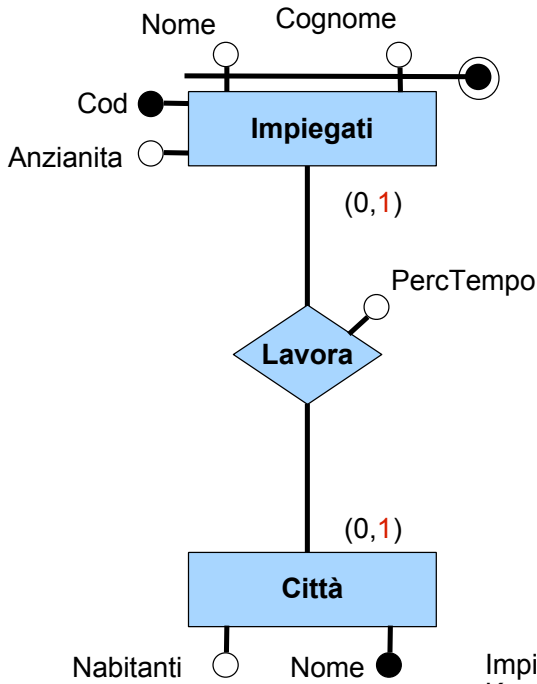 Nome
Cognome
Cod
Impiegati
Anzianita
(0,1)
PercTempo
Lavora
(0,1)
Città
Nabitanti
Nome
Impi